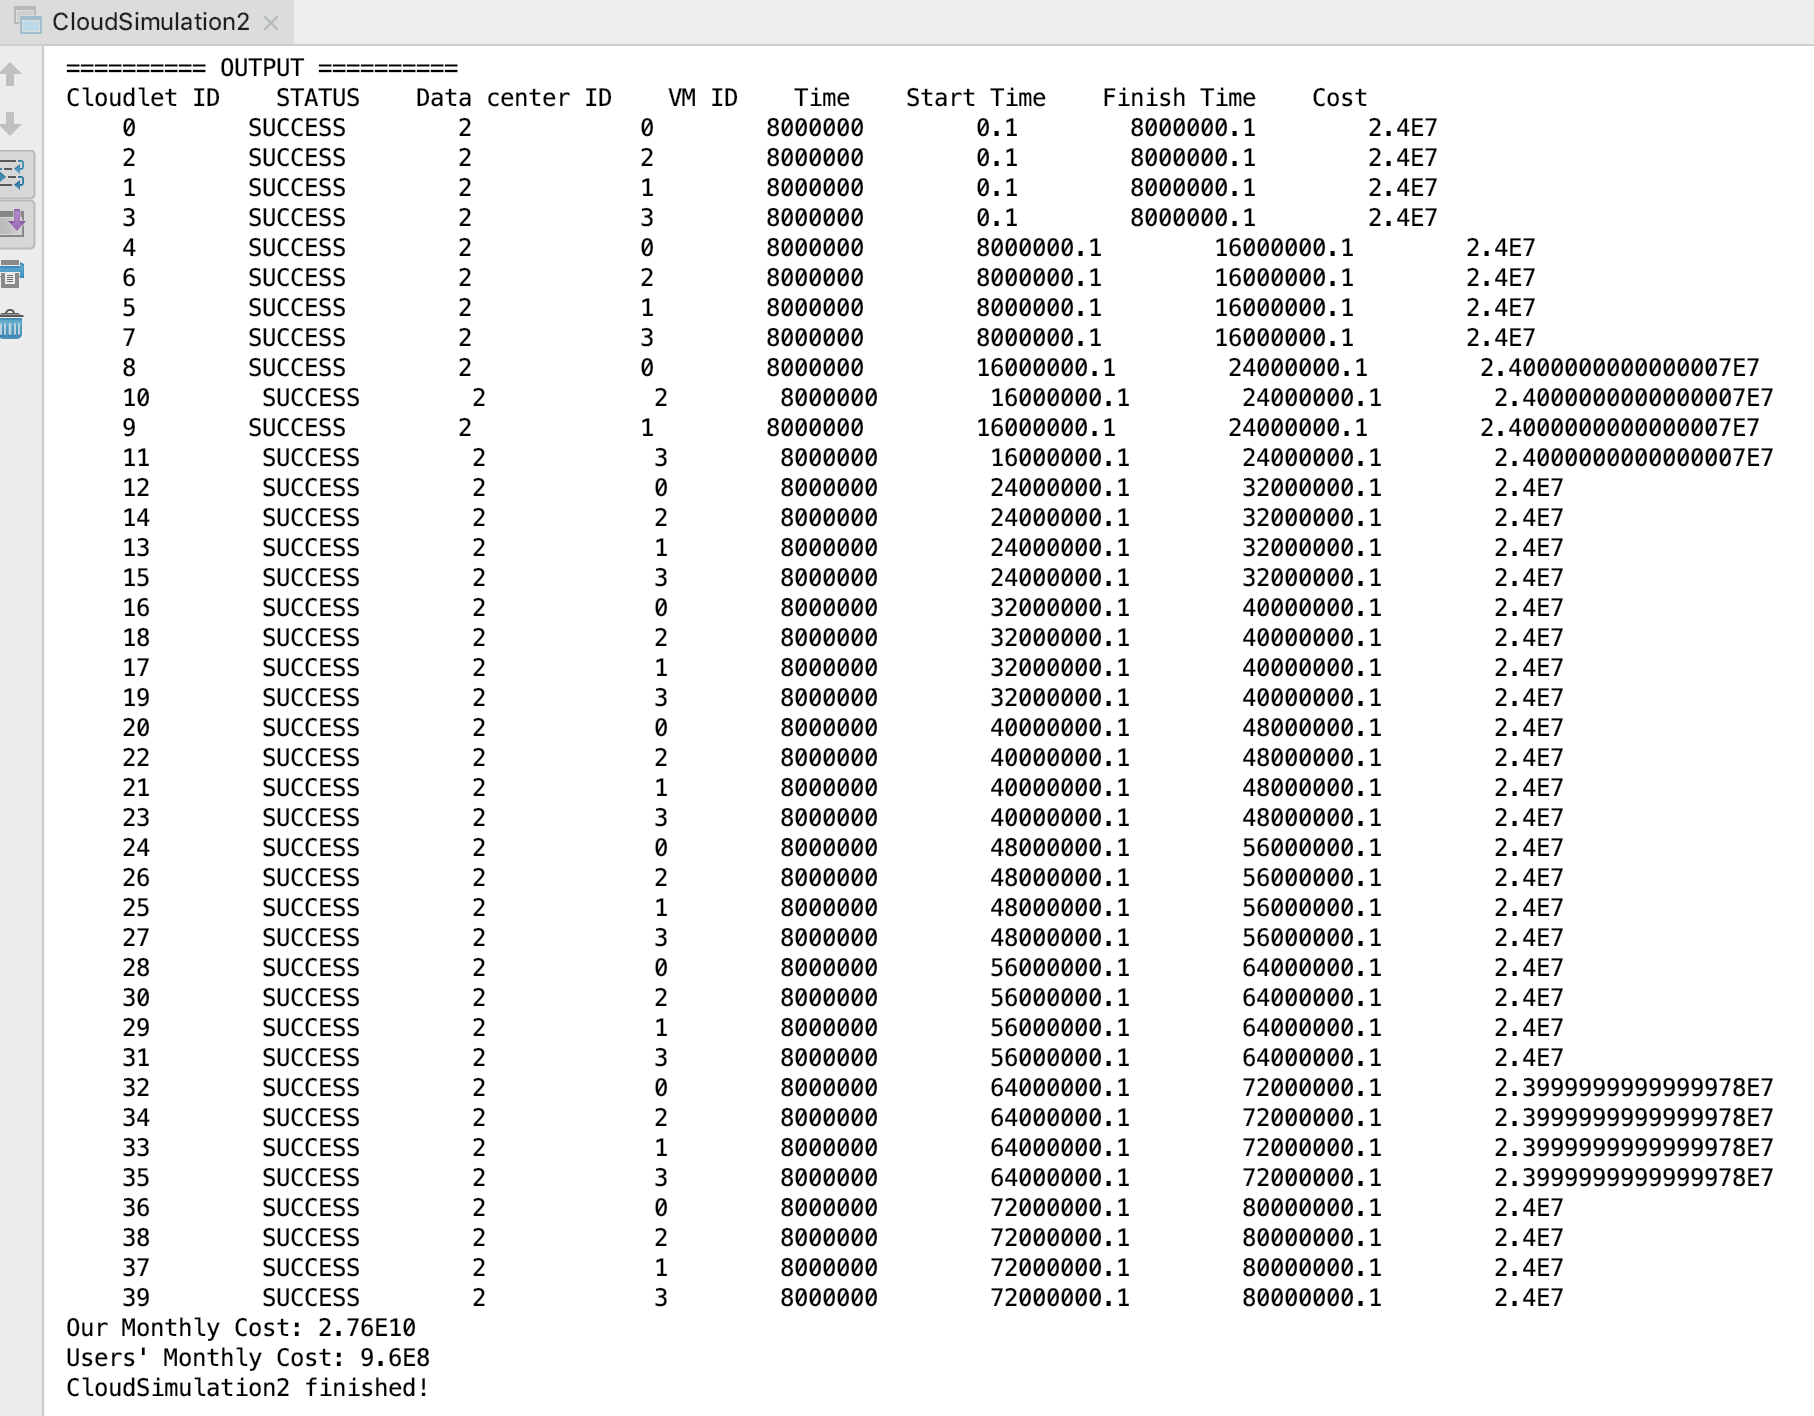 CloudSimulation2
========== OUTPUT ==========
Cloudlet ID    STATUS    Data center ID    VM ID    Time    Start Time    Finish Time    Cost
0        SUCCESS        2            0        8000000        0.1        8000000.1        2.4E7
2        SUCCESS        2            2        8000000        0.1        8000000.1        2.4E7
1        SUCCESS        2            1        8000000        0.1        8000000.1        2.4E7
3        SUCCESS        2            3        8000000        0.1        8000000.1        2.4E7
4        SUCCESS        2            0        8000000        8000000.1        16000000.1        2.4E7
6        SUCCESS        2            2        8000000        8000000.1        16000000.1        2.4E7
5        SUCCESS        2            1        8000000        8000000.1        16000000.1        2.4E7
7        SUCCESS        2            3        8000000        8000000.1        16000000.1        2.4E7
8        SUCCESS        2            0        8000000        16000000.1        24000000.1        2.4000000000000007E7
10        SUCCESS        2            2        8000000        16000000.1        24000000.1        2.4000000000000007E7
9        SUCCESS        2            1        8000000        16000000.1        24000000.1        2.4000000000000007E7
11        SUCCESS        2            3        8000000        16000000.1        24000000.1        2.4000000000000007E7
12        SUCCESS        2            0        8000000        24000000.1        32000000.1        2.4E7
14        SUCCESS        2            2        8000000        24000000.1        32000000.1        2.4E7
13        SUCCESS        2            1        8000000        24000000.1        32000000.1        2.4E7
15        SUCCESS        2            3        8000000        24000000.1        32000000.1        2.4E7
16        SUCCESS        2            0        8000000        32000000.1        40000000.1        2.4E7
18        SUCCESS        2            2        8000000        32000000.1        40000000.1        2.4E7
17        SUCCESS        2            1        8000000        32000000.1        40000000.1        2.4E7
19        SUCCESS        2            3        8000000        32000000.1        40000000.1        2.4E7
20        SUCCESS        2            0        8000000        40000000.1        48000000.1        2.4E7
22        SUCCESS        2            2        8000000        40000000.1        48000000.1        2.4E7
21        SUCCESS        2            1        8000000        40000000.1        48000000.1        2.4E7
23        SUCCESS        2            3        8000000        40000000.1        48000000.1        2.4E7
24        SUCCESS        2            0        8000000        48000000.1        56000000.1        2.4E7
26        SUCCESS        2            2        8000000        48000000.1        56000000.1        2.4E7
25        SUCCESS        2            1        8000000        48000000.1        56000000.1        2.4E7
27        SUCCESS        2            3        8000000        48000000.1        56000000.1        2.4E7
28        SUCCESS        2            0        8000000        56000000.1        64000000.1        2.4E7
30        SUCCESS        2            2        8000000        56000000.1        64000000.1        2.4E7
29        SUCCESS        2            1        8000000        56000000.1        64000000.1        2.4E7
31        SUCCESS        2            3        8000000        56000000.1        64000000.1        2.4E7
32        SUCCESS        2            0        8000000        64000000.1        72000000.1        2.3999999999999978E7
34        SUCCESS        2            2        8000000        64000000.1        72000000.1        2.3999999999999978E7
33        SUCCESS        2            1        8000000        64000000.1        72000000.1        2.3999999999999978E7
35        SUCCESS        2            3        8000000        64000000.1        72000000.1        2.3999999999999978E7
36        SUCCESS        2            0        8000000        72000000.1        80000000.1        2.4E7
38        SUCCESS        2            2        8000000        72000000.1        80000000.1        2.4E7
37        SUCCESS        2            1        8000000        72000000.1        80000000.1        2.4E7
39        SUCCESS        2            3        8000000        72000000.1        80000000.1        2.4E7
Our Monthly Cost: 2.76E10
Users' Monthly Cost: 9.6E8
CloudSimulation2 finished!